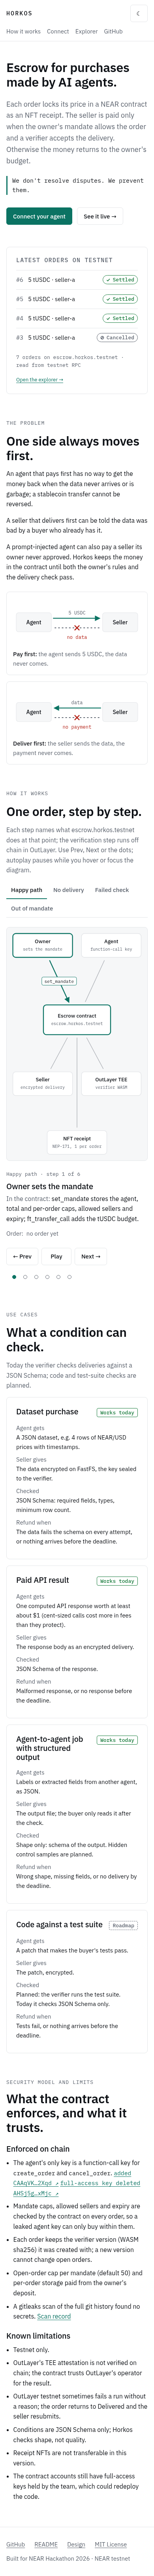 HORKOS
How it works Connect Explorer GitHub
Escrow for purchases
made by AI agents.
Each order locks its price in a NEAR contract
as an NFT receipt. The seller is paid only
when the owner's mandate allows the order
and a verifier accepts the delivery.
Otherwise the money returns to the owner's
budget.
We don't resolve disputes. We prevent
them.
Connect your agent
See it live →
LATEST ORDERS ON TESTNET
#6 5 tUSDC · seller-a ✓ Settled
#5 5 tUSDC · seller-a ✓ Settled
#4 5 tUSDC · seller-a ✓ Settled
#3 5 tUSDC · seller-a ⊘ Cancelled
7 orders on escrow.horkos.testnet ·
read from testnet RPC
Open the explorer →
THE PROBLEM
One side always moves
first.
An agent that pays first has no way to get the
money back when the data never arrives or is
garbage; a stablecoin transfer cannot be
reversed.
A seller that delivers first can be told the data was
bad by a buyer who already has it.
A prompt-injected agent can also pay a seller its
owner never approved. Horkos keeps the money
in the contract until both the owner's rules and
the delivery check pass.
5 USDC
Agent
Seller
no data
Pay first: the agent sends 5 USDC, the data
never comes.
data
Agent
Seller
no payment
Deliver first: the seller sends the data, the
payment never comes.
HOW IT WORKS
One order, step by step.
Each step names what escrow.horkos.testnet
does at that point; the verification step runs off
chain in OutLayer. Use Prev, Next or the dots;
autoplay pauses while you hover or focus the
diagram.
Happy path No delivery Failed check
Out of mandate
Owner
sets the mandate
Agent
function-call key
set_mandate
Escrow contract
escrow.horkos.testnet
Seller
encrypted delivery
OutLayer TEE
verifier WASM
NFT receipt
NEP-171, 1 per order
Happy path · step 1 of 6
Owner sets the mandate
In the contract: set_mandate stores the agent,
total and per-order caps, allowed sellers and
expiry; ft_transfer_call adds the tUSDC budget.
Order: no order yet
← Prev
Play
Next →
USE CASES
What a condition can
check.
Today the verifier checks deliveries against a
JSON Schema; code and test-suite checks are
planned.
Dataset purchase
Works today
Agent gets
A JSON dataset, e.g. 4 rows of NEAR/USD
prices with timestamps.
Seller gives
The data encrypted on FastFS, the key sealed
to the verifier.
Checked
JSON Schema: required fields, types,
minimum row count.
Refund when
The data fails the schema on every attempt,
or nothing arrives before the deadline.
Paid API result
Works today
Agent gets
One computed API response worth at least
about $1 (cent-sized calls cost more in fees
than they protect).
Seller gives
The response body as an encrypted delivery.
Checked
JSON Schema of the response.
Refund when
Malformed response, or no response before
the deadline.
Agent-to-agent job
with structured
output
Works today
Agent gets
Labels or extracted fields from another agent,
as JSON.
Seller gives
The output file; the buyer only reads it after
the check.
Checked
Shape only: schema of the output. Hidden
control samples are planned.
Refund when
Wrong shape, missing fields, or no delivery by
the deadline.
Code against a test suite
Roadmap
Agent gets
A patch that makes the buyer's tests pass.
Seller gives
The patch, encrypted.
Checked
Planned: the verifier runs the test suite.
Today it checks JSON Schema only.
Refund when
Tests fail, or nothing arrives before the
deadline.
SECURITY MODEL AND LIMITS
What the contract
enforces, and what it
trusts.
Enforced on chain
The agent's only key is a function-call key for
create_order and cancel_order.

Mandate caps, allowed sellers and expiry are
checked by the contract on every order, so a
leaked agent key can only buy within them.
Each order keeps the verifier version (WASM
sha256) it was created with; a new version
cannot change open orders.
Open-order cap per mandate (default 50) and
per-order storage paid from the owner's
deposit.
A gitleaks scan of the full git history found no
secrets. Scan record
Known limitations
Testnet only.
OutLayer's TEE attestation is not verified on
chain; the contract trusts OutLayer's operator
for the result.
OutLayer testnet sometimes fails a run without
a reason; the order returns to Delivered and the
seller resubmits.
Conditions are JSON Schema only; Horkos
checks shape, not quality.
Receipt NFTs are not transferable in this
version.
The contract accounts still have full-access
keys held by the team, which could redeploy
the code.
GitHub README Design MIT License
Built for NEAR Hackathon 2026 · NEAR testnet